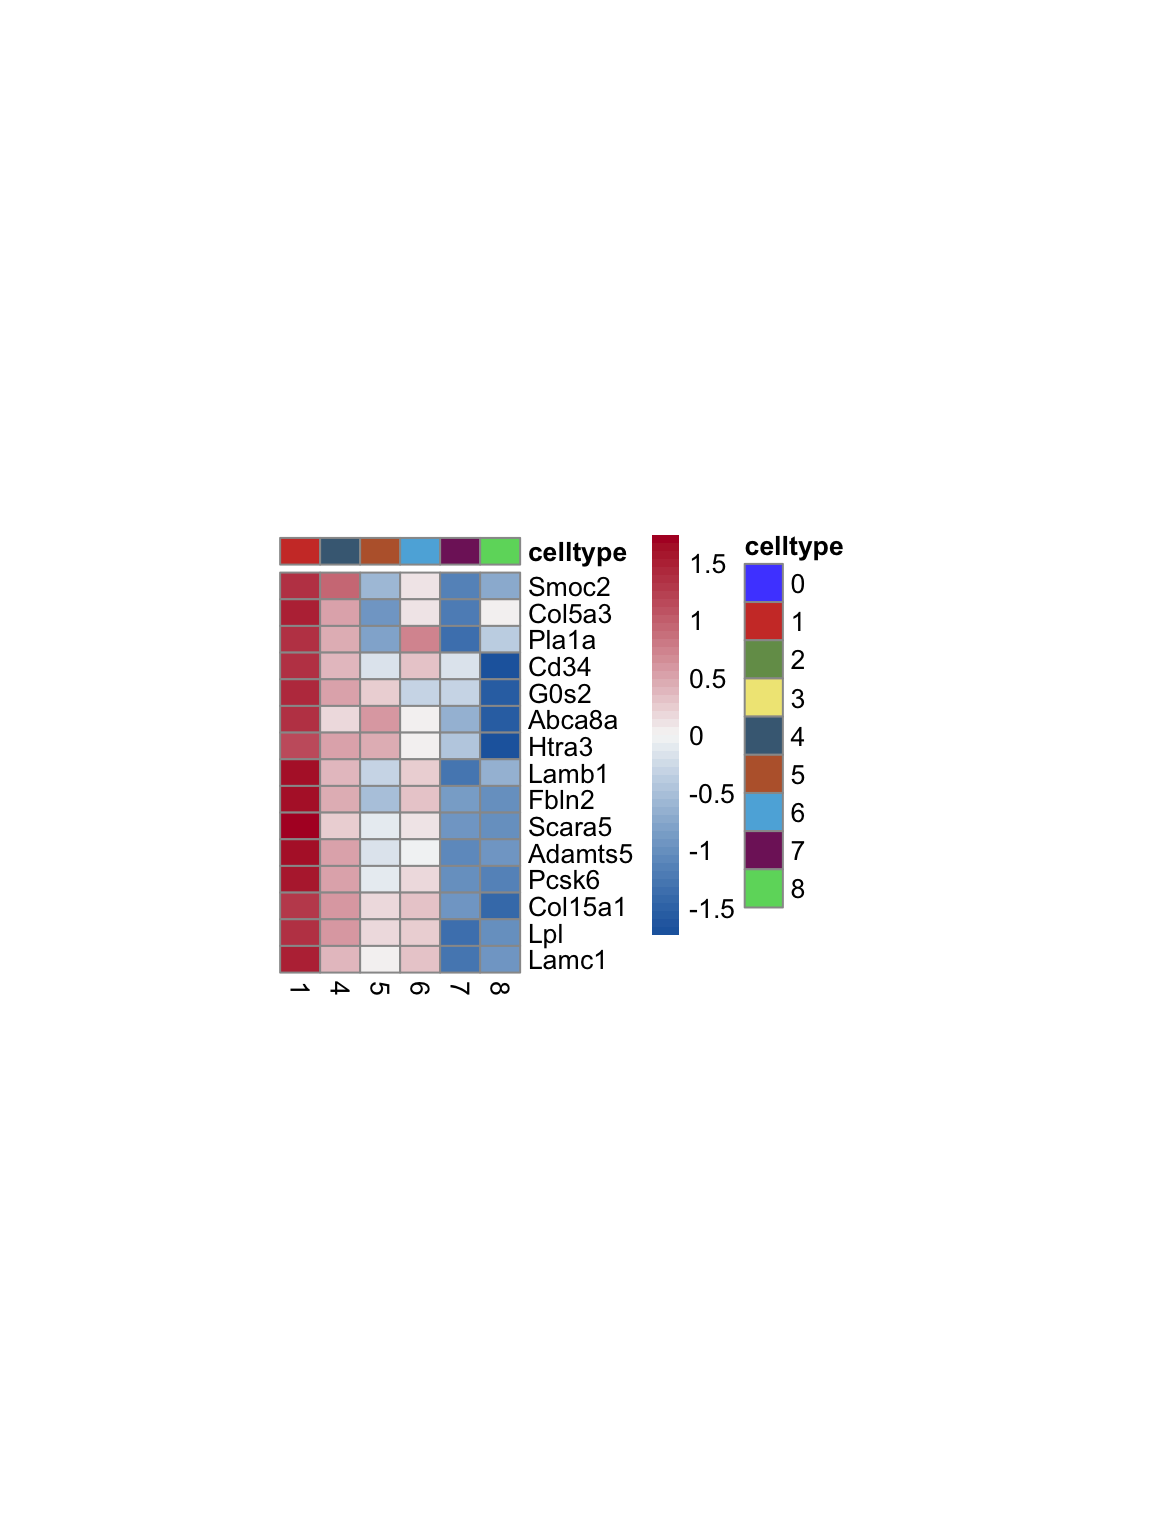 celltype
Smoc2
Col5a3
Pla1a
Cd34
G0s2
Abca8a
Htra3
Lamb1
Fbln2
Scara5
Adamts5
Pcsk6
Col15a1
Lpl
Lamc1
1 4 5 6 7 8
1.5
1
0.5
0
-0.5
-1
-1.5
celltype
0
1
2
3
4
5
6
7
8